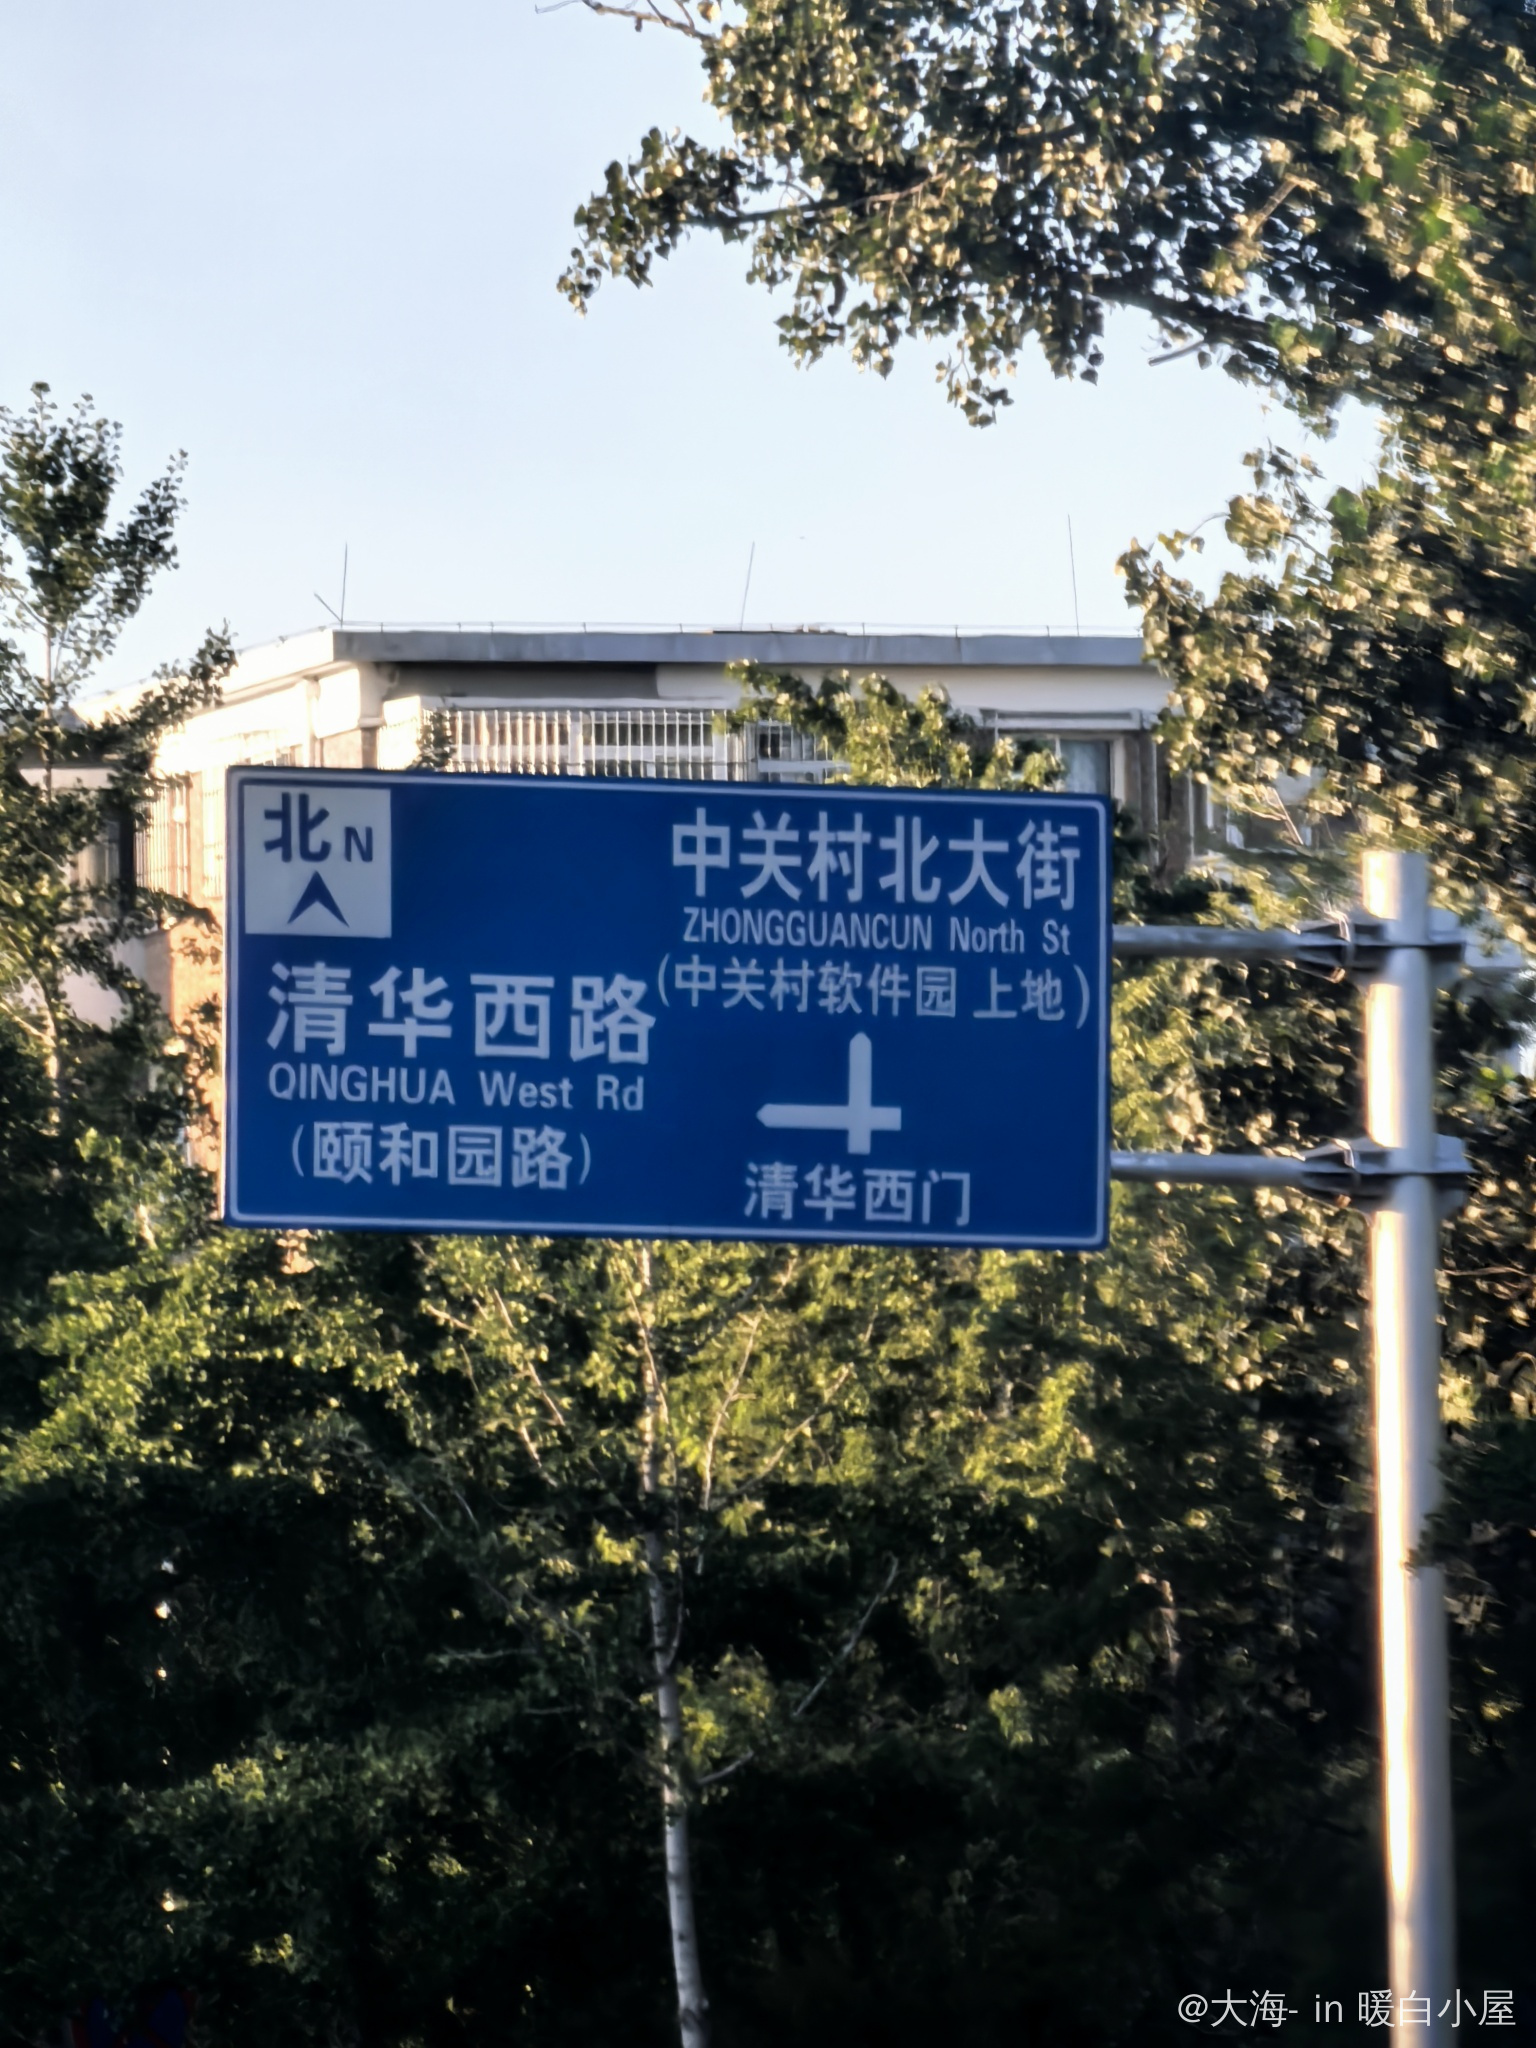 北 N
中关村北大街
ZHONGGUANCUN North St
(中关村软件园 上地)
清华西路
QINGHUA West Rd
(颐和园路)
清华西门
@大海- in 暖白小屋